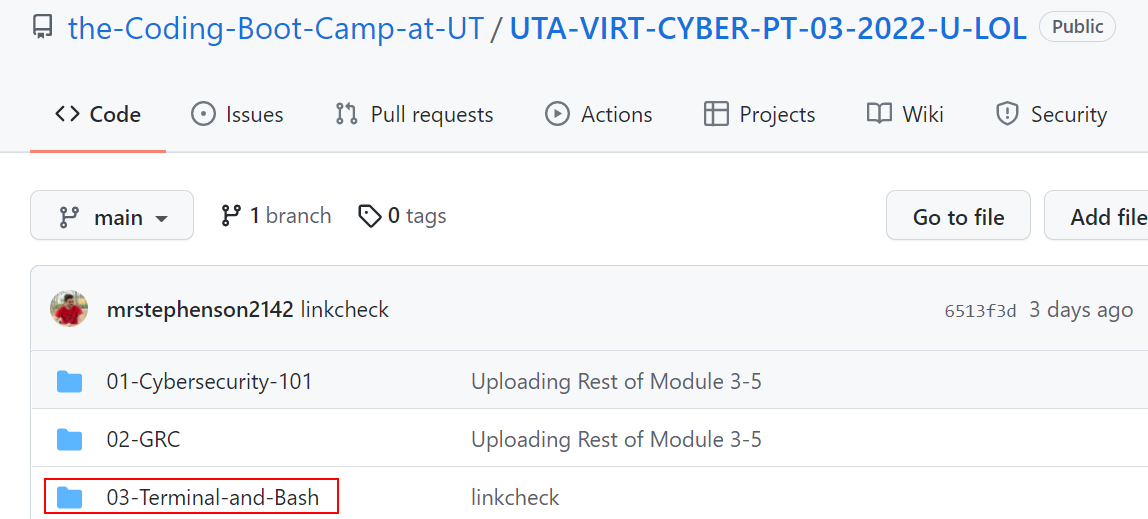 the-Coding-Boot-Camp-at-UT / UTA-VIRT-CYBER-PT-03-2022-U-LOL Public
Code Issues Pull requests Actions Projects Wiki Security
main 1 branch 0 tags Go to file Add file
mrstephenson2142 linkcheck 6513f3d 3 days ago
01-Cybersecurity-101 Uploading Rest of Module 3-5
02-GRC Uploading Rest of Module 3-5
03-Terminal-and-Bash linkcheck